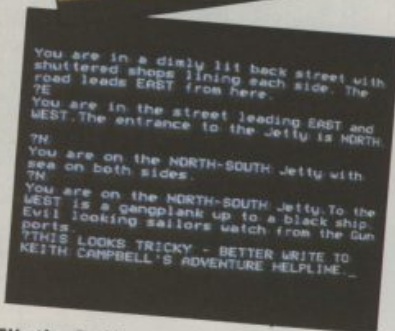 You are in a dimly lit back street with
shuttered shops lining each side. The
road leads EAST from here.
?E
You are in the street leading EAST and
WEST.The entrance to the Jetty is NORTH
?N
You are on the NORTH-SOUTH Jetty with
sea on both sides.
?N
You are on the NORTH-SOUTH Jetty.To the
WEST is a gangplank up to a black ship.
Evil looking sailors watch from the Gun
ports.
?THIS LOOKS TRICKY - BETTER WRITE TO
KEITH CAMPBELL'S ADVENTURE HELPLINE._